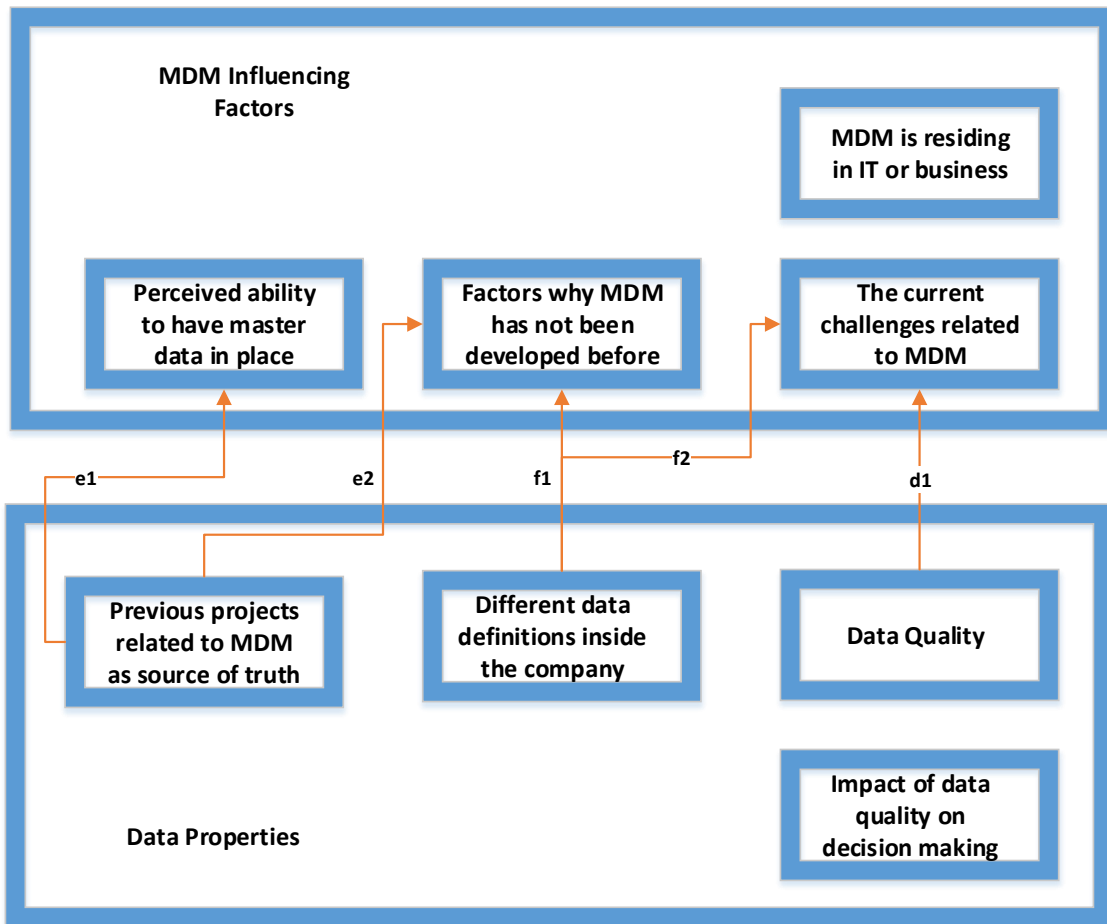 MDM Influencing
Factors
MDM is residing
in IT or business
Perceived ability
to have master
data in place
Factors why MDM
has not been
developed before
The current
challenges related
to MDM
e1
e2
f1
f2
d1
Previous projects
related to MDM
as source of truth
Different data
definitions inside
the company
Data Quality
Impact of data
quality on
decision making
Data Properties